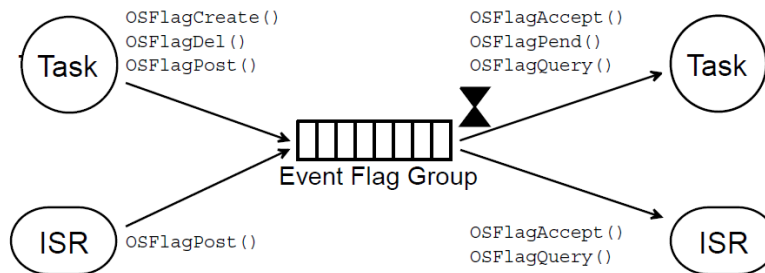 OSFlagCreate()
OSFlagDel()
OSFlagPost()
OSFlagAccept()
OSFlagPend()
OSFlagQuery()
Task
Task
Event Flag Group
ISR
OSFlagPost()
OSFlagAccept()
OSFlagQuery()
ISR